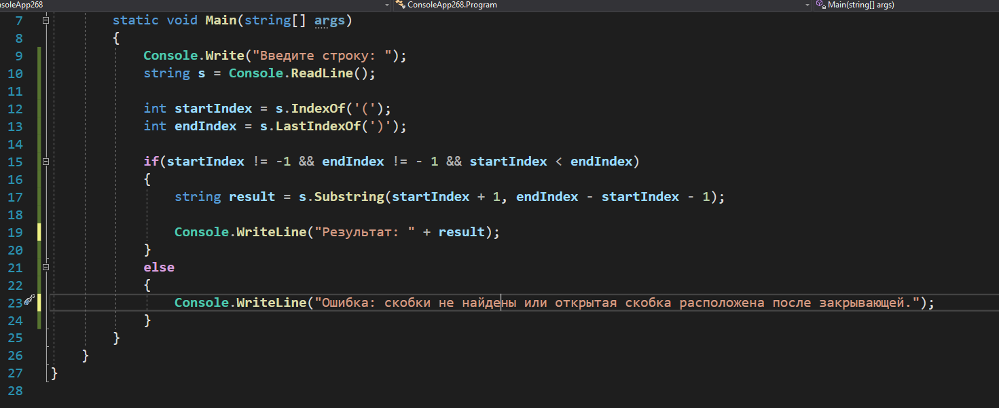 nsoleApp268 ConsoleApp268.Program Main(string[] args)
7 static void Main(string[] args)
8 {
9 Console.Write("Введите строку: ");
10 string s = Console.ReadLine();
11
12 int startIndex = s.IndexOf('(');
13 int endIndex = s.LastIndexOf(')');
14
15 if(startIndex != -1 && endIndex != - 1 && startIndex < endIndex)
16 {
17 string result = s.Substring(startIndex + 1, endIndex - startIndex - 1);
18
19 Console.WriteLine("Результат: " + result);
20 }
21 else
22 {
23 Console.WriteLine("Ошибка: скобки не найдены или открытая скобка расположена после закрывающей.");
24 }
25 }
26 }
27 }
28